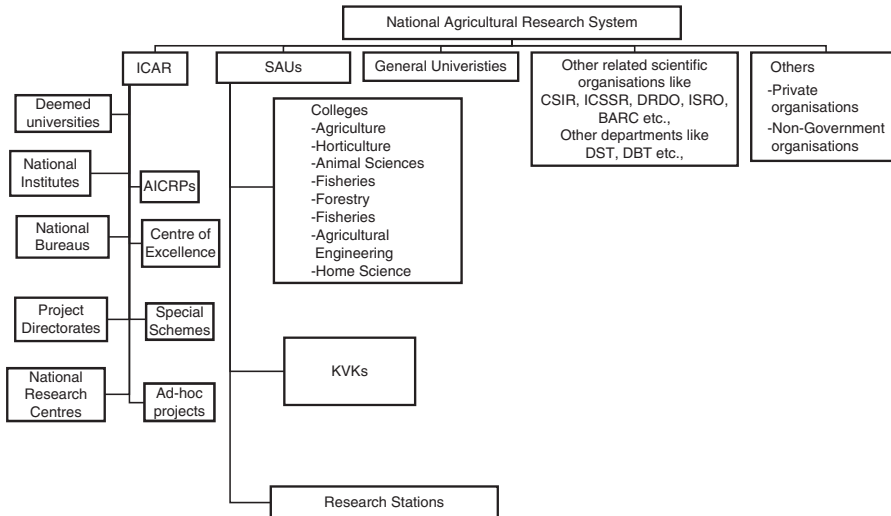 National Agricultural Research System
ICAR
SAUs
General Univeristies
Other related scientific
organisations like
CSIR, ICSSR, DRDO, ISRO,
BARC etc.,
Other departments like
DST, DBT etc.,
Others
-Private
organisations
-Non-Government
organisations
Deemed
universities
National
Institutes
AICRPs
National
Bureaus
Centre of
Excellence
Project
Directorates
Special
Schemes
National
Research
Centres
Ad-hoc
projects
Colleges
-Agriculture
-Horticulture
-Animal Sciences
-Fisheries
-Forestry
-Fisheries
-Agricultural
Engineering
-Home Science
KVKs
Research Stations